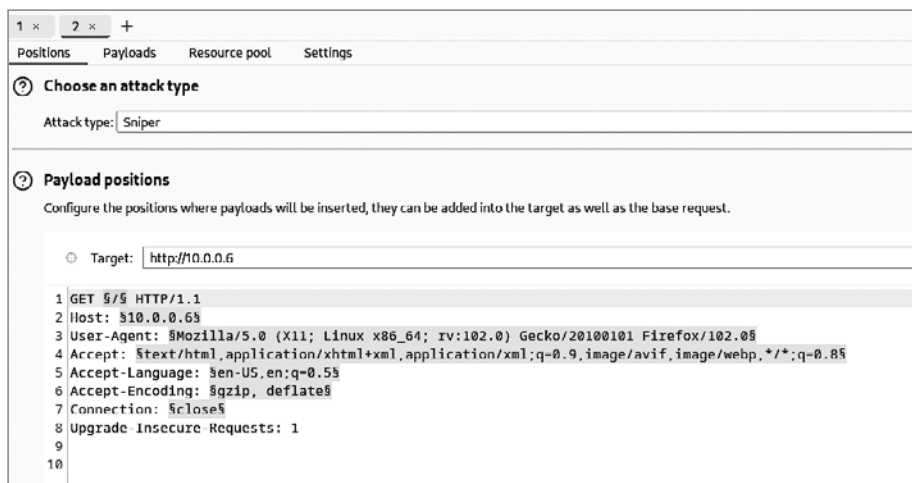 1 × 2 × +
Positions Payloads Resource pool Settings
Choose an attack type
Attack type: Sniper
Payload positions
Configure the positions where payloads will be inserted, they can be added into the target as well as the base request.
Target: http://10.0.0.6
1 GET §/§ HTTP/1.1
2 Host: §10.0.0.6§
3 User-Agent: §Mozilla/5.0 (X11; Linux x86_64; rv:102.0) Gecko/20100101 Firefox/102.0§
4 Accept: §text/html,application/xhtml+xml,application/xml;q=0.9,image/avif,image/webp,*/*;q=0.8§
5 Accept-Language: §en-US,en;q=0.5§
6 Accept-Encoding: §gzip, deflate§
7 Connection: §close§
8 Upgrade-Insecure-Requests: 1
9
10